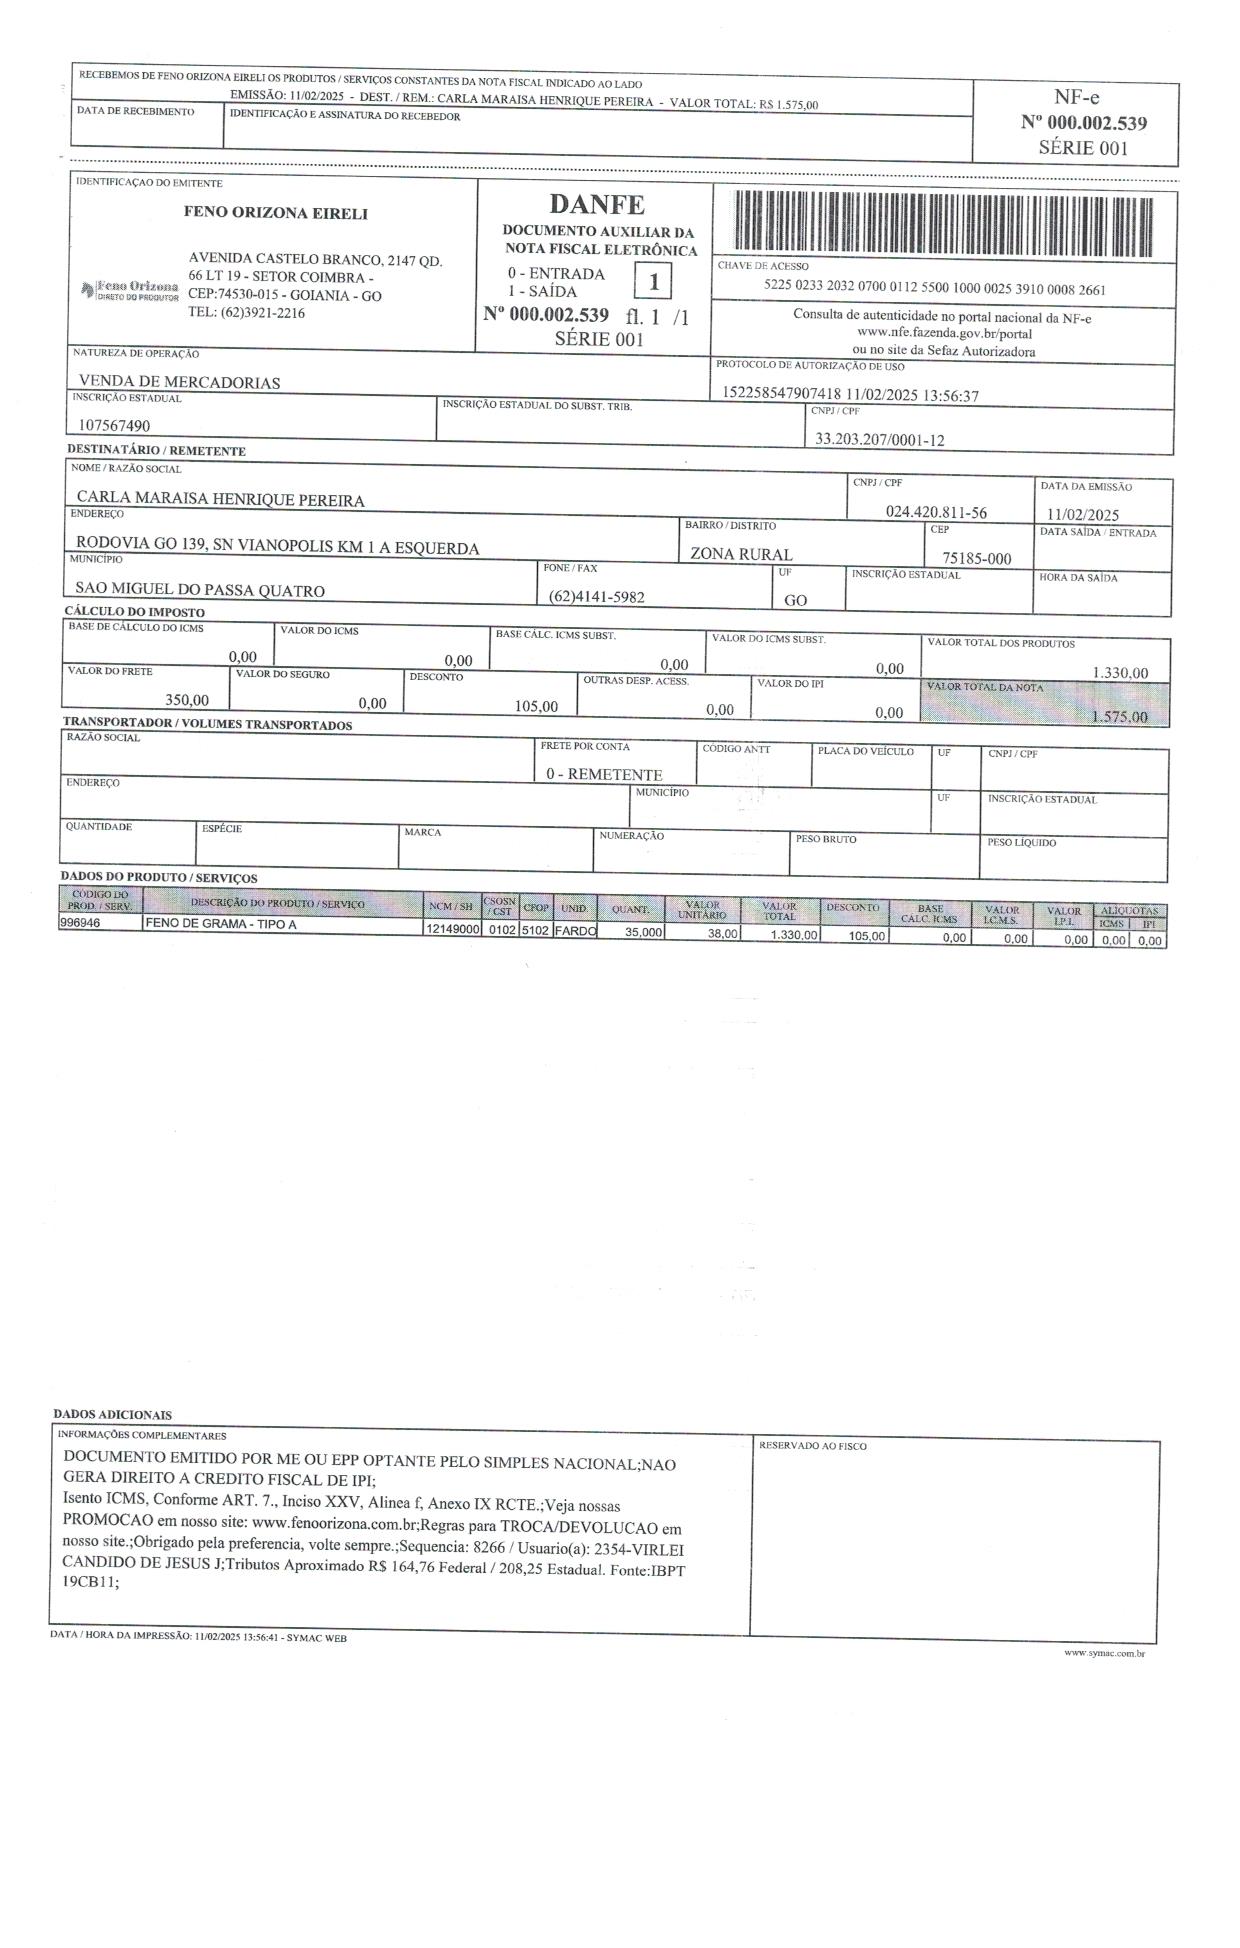 RECEBEMOS DE FENO ORIZONA EIRELI OS PRODUTOS / SERVIÇOS CONSTANTES DA NOTA FISCAL INDICADO AO LADO
EMISSÃO: 11/02/2025 - DEST. / REM.: CARLA MARAISA HENRIQUE PEREIRA - VALOR TOTAL: R$ 1.575,00
DATA DE RECEBIMENTO
IDENTIFICAÇÃO E ASSINATURA DO RECEBEDOR
NF-e
Nº 000.002.539
SÉRIE 001
IDENTIFICAÇAO DO EMITENTE
FENO ORIZONA EIRELI
Feno Orizona
DIRETO DO PRODUTOR
AVENIDA CASTELO BRANCO, 2147 QD.
66 LT 19 - SETOR COIMBRA -
CEP:74530-015 - GOIANIA - GO
TEL: (62)3921-2216
DANFE
DOCUMENTO AUXILIAR DA
NOTA FISCAL ELETRÔNICA
0 - ENTRADA
1 - SAÍDA
1
Nº 000.002.539 fl. 1 /1
SÉRIE 001
CHAVE DE ACESSO
5225 0233 2032 0700 0112 5500 1000 0025 3910 0008 2661
Consulta de autenticidade no portal nacional da NF-e
www.nfe.fazenda.gov.br/portal
ou no site da Sefaz Autorizadora
NATUREZA DE OPERAÇÃO
VENDA DE MERCADORIAS
PROTOCOLO DE AUTORIZAÇÃO DE USO
152258547907418 11/02/2025 13:56:37
INSCRIÇÃO ESTADUAL
107567490
INSCRIÇÃO ESTADUAL DO SUBST. TRIB.
CNPJ / CPF
33.203.207/0001-12
DESTINATÁRIO / REMETENTE
NOME / RAZÃO SOCIAL
CARLA MARAISA HENRIQUE PEREIRA
CNPJ / CPF
024.420.811-56
DATA DA EMISSÃO
11/02/2025
ENDEREÇO
RODOVIA GO 139, SN VIANOPOLIS KM 1 A ESQUERDA
BAIRRO / DISTRITO
ZONA RURAL
CEP
75185-000
DATA SAÍDA / ENTRADA
MUNICÍPIO
SAO MIGUEL DO PASSA QUATRO
FONE / FAX
(62)4141-5982
UF
GO
INSCRIÇÃO ESTADUAL
HORA DA SAÍDA
CÁLCULO DO IMPOSTO
BASE DE CÁLCULO DO ICMS
0,00
VALOR DO ICMS
0,00
BASE CÁLC. ICMS SUBST.
0,00
VALOR DO ICMS SUBST.
0,00
VALOR TOTAL DOS PRODUTOS
1.330,00
VALOR DO FRETE
350,00
VALOR DO SEGURO
0,00
DESCONTO
105,00
OUTRAS DESP. ACESS.
0,00
VALOR DO IPI
0,00
VALOR TOTAL DA NOTA
1.575,00
TRANSPORTADOR / VOLUMES TRANSPORTADOS
RAZÃO SOCIAL
FRETE POR CONTA
0 - REMETENTE
CÓDIGO ANTT
PLACA DO VEÍCULO
UF
CNPJ / CPF
ENDEREÇO
MUNICÍPIO
UF
INSCRIÇÃO ESTADUAL
QUANTIDADE
ESPÉCIE
MARCA
NUMERAÇÃO
PESO BRUTO
PESO LÍQUIDO
DADOS DO PRODUTO / SERVIÇOS
CÓDIGO DO PROD. / SERV. DESCRIÇÃO DO PRODUTO / SERVIÇO NCM / SH CSOSN / CST CFOP UNID. QUANT. VALOR UNITÁRIO VALOR TOTAL DESCONTO BASE CÁLC. ICMS VALOR I.C.M.S. VALOR I.P.I. ALÍQUOTAS ICMS IPI
996946 FENO DE GRAMA - TIPO A 12149000 0102 5102 FARDO 35,000 38,00 1.330,00 105,00 0,00 0,00 0,00 0,00 0,00
DADOS ADICIONAIS
INFORMAÇÕES COMPLEMENTARES
DOCUMENTO EMITIDO POR ME OU EPP OPTANTE PELO SIMPLES NACIONAL;NAO
GERA DIREITO A CREDITO FISCAL DE IPI;
Isento ICMS, Conforme ART. 7., Inciso XXV, Alinea f, Anexo IX RCTE.;Veja nossas
PROMOCAO em nosso site: www.fenoorizona.com.br;Regras para TROCA/DEVOLUCAO em
nosso site.;Obrigado pela preferencia, volte sempre.;Sequencia: 8266 / Usuario(a): 2354-VIRLEI
CANDIDO DE JESUS J;Tributos Aproximado R$ 164,76 Federal / 208,25 Estadual. Fonte:IBPT
19CB11;
RESERVADO AO FISCO
DATA / HORA DA IMPRESSÃO: 11/02/2025 13:56:41 - SYMAC WEB
www.symac.com.br